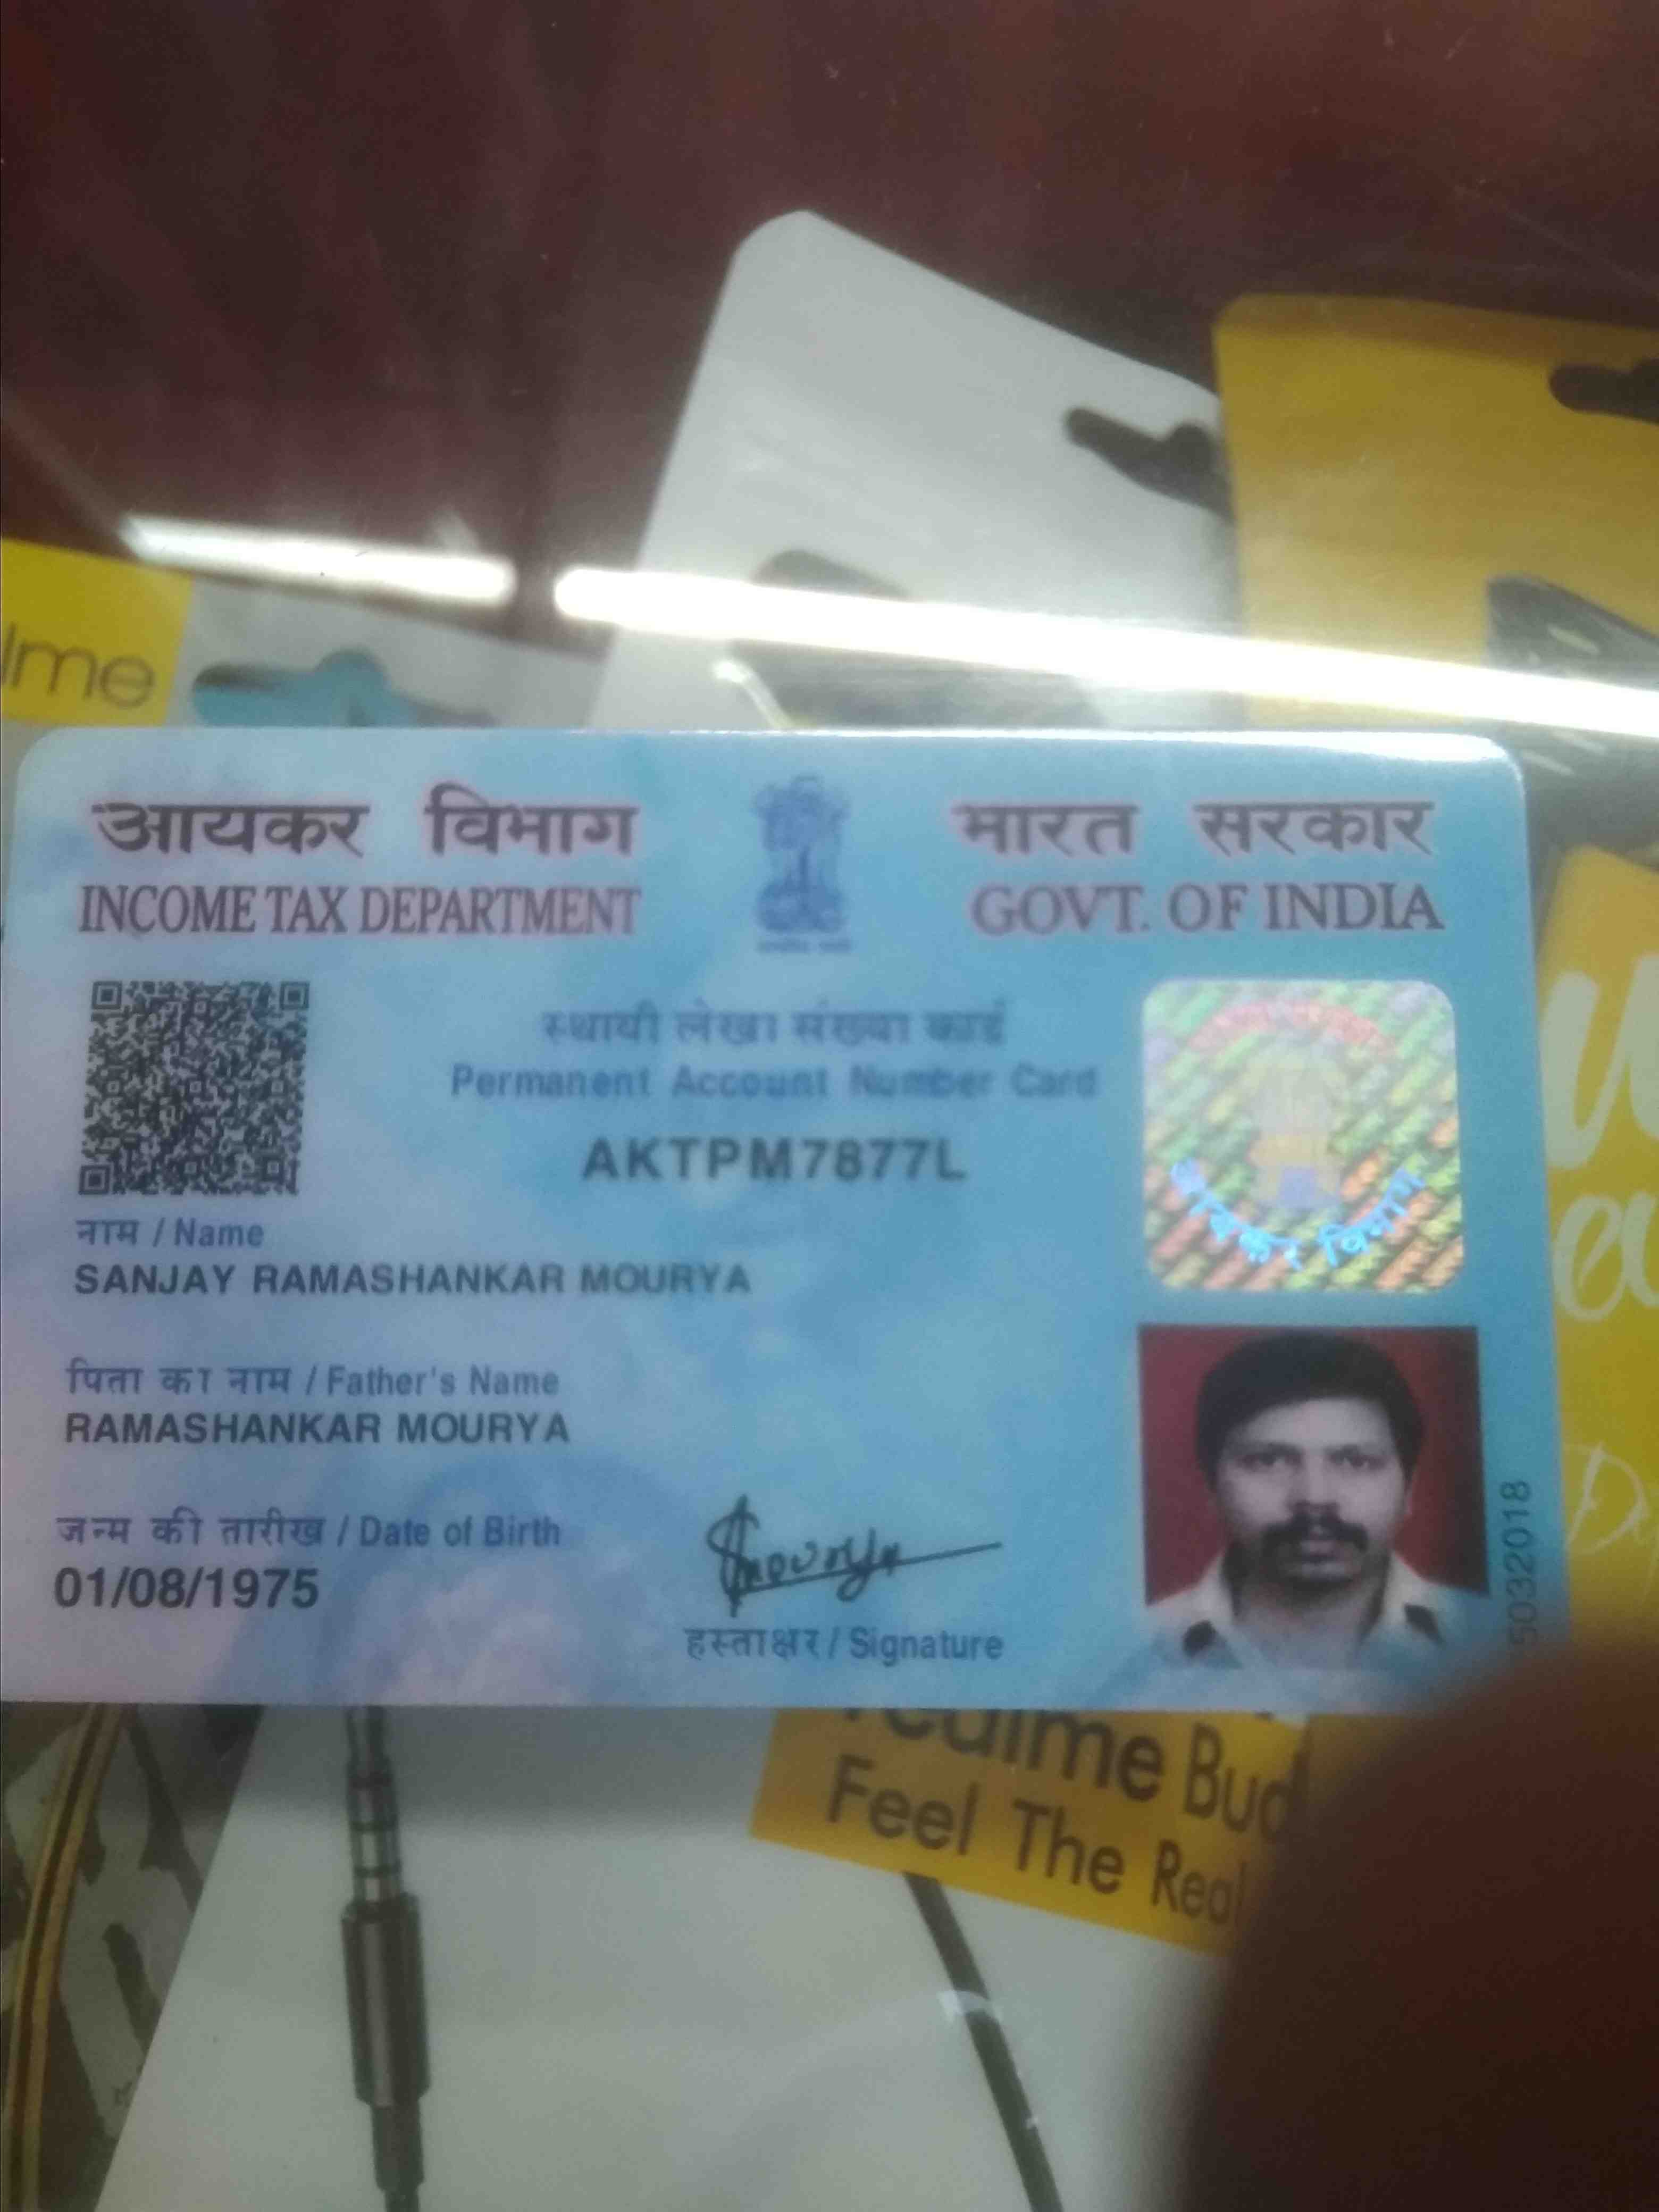 lme
आयकर विभाग
भारत सरकार
INCOME TAX DEPARTMENT
GOVT. OF INDIA
स्थायी लेखा संख्या कार्ड
Permanent Account Number Card
AKTPM7877L
आयकर विभाग
नाम / Name
SANJAY RAMASHANKAR MOURYA
पिता का नाम / Father's Name
RAMASHANKAR MOURYA
जन्म की तारीख / Date of Birth
01/08/1975
Smourya
हस्ताक्षर / Signature
5032018
realme Bud
Feel The Real